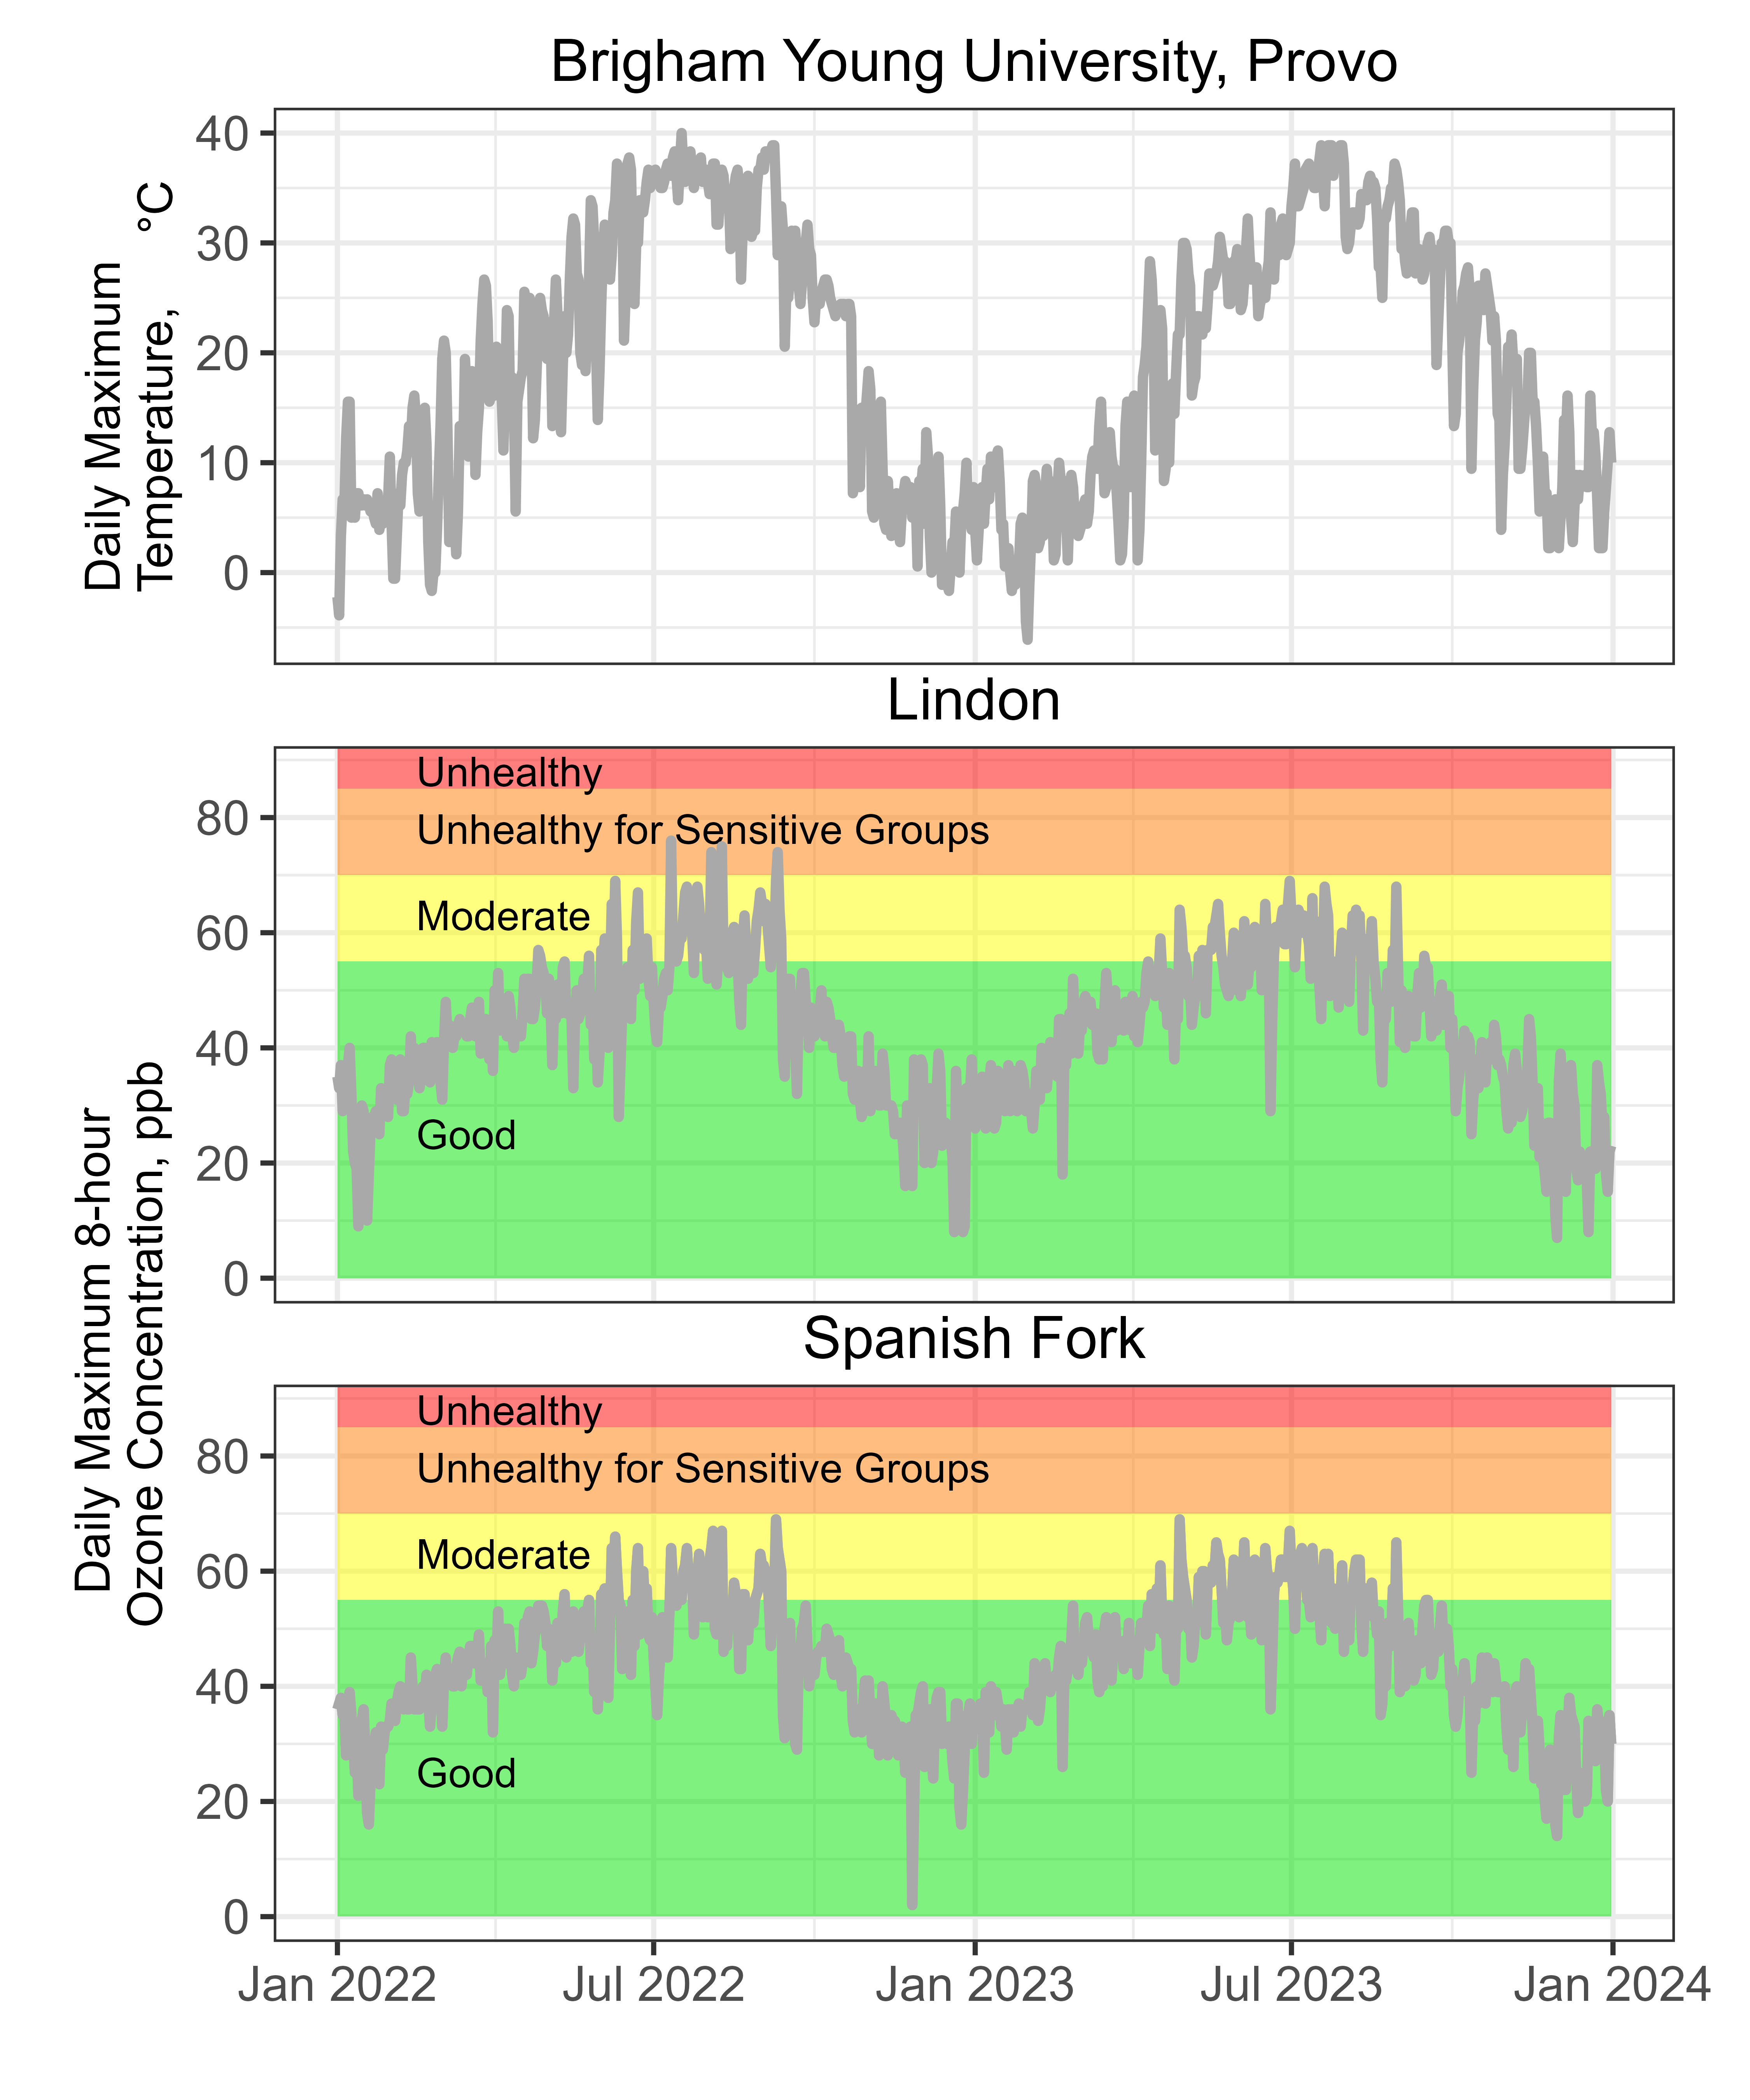 Brigham Young University, Provo
Daily Maximum
Temperature, °C
40
30
20
10
0
Lindon
Daily Maximum 8-hour
Ozone Concentration, ppb
80
60
40
20
0
Unhealthy
Unhealthy for Sensitive Groups
Moderate
Good
Spanish Fork
80
60
40
20
0
Unhealthy
Unhealthy for Sensitive Groups
Moderate
Good
Jan 2022 Jul 2022 Jan 2023 Jul 2023 Jan 2024